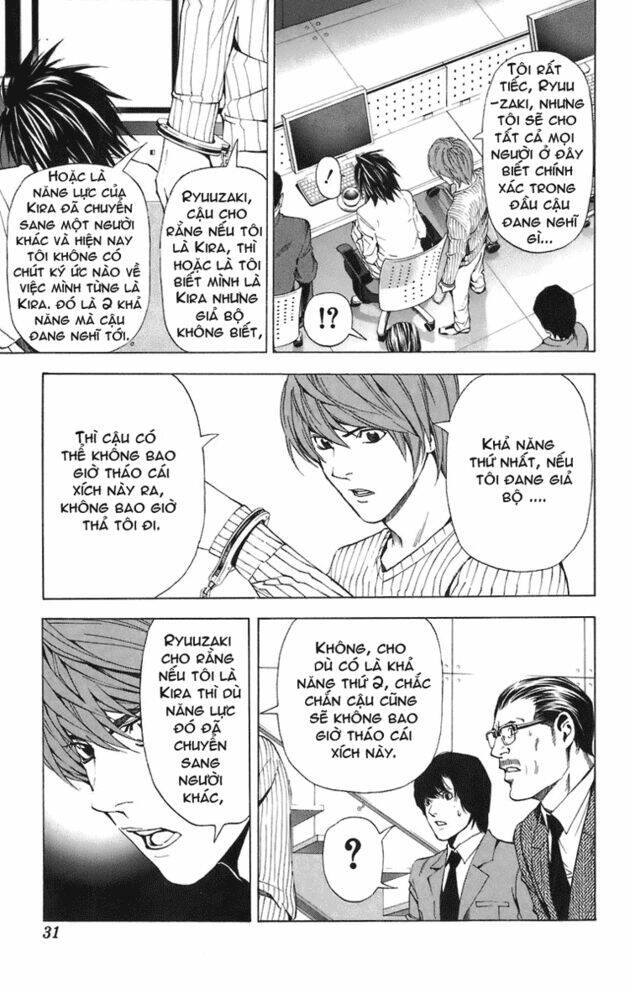 TÔI RẤT
TIẾC, RYUU
-ZAKI, NHƯNG
TÔI SẼ CHO
TẤT CẢ MỌI
NGƯỜI Ở ĐÂY
BIẾT CHÍNH
XÁC TRONG
ĐẦU CẬU
ĐANG NGHĨ
GÌ...
!
!?
RYUUZAKI,
CẬU CHO
RẰNG NẾU TÔI
LÀ KIRA, THÌ
HOẶC LÀ TÔI
BIẾT MÌNH LÀ
KIRA NHƯNG
GIẢ BỘ
KHÔNG BIẾT,
HOẶC LÀ
NĂNG LỰC CỦA
KIRA ĐÃ CHUYỂN
SANG MỘT NGƯỜI
KHÁC VÀ HIỆN NAY
TÔI KHÔNG CÓ
CHÚT KÝ ỨC NÀO VỀ
VIỆC MÌNH TỪNG LÀ
KIRA. ĐÓ LÀ 2 KHẢ
NĂNG MÀ CẬU
ĐANG NGHĨ TỚI.
KHẢ NĂNG
THỨ NHẤT, NẾU
TÔI ĐANG GIẢ
BỘ ....
THÌ CẬU CÓ
THỂ KHÔNG BAO
GIỜ THÁO CÁI
XÍCH NÀY RA,
KHÔNG BAO GIỜ
THẢ TÔI ĐI.
KHÔNG, CHO
DÙ CÓ LÀ KHẢ
NĂNG THỨ 2, CHẮC
CHẮN CẬU CŨNG
SẼ KHÔNG BAO
GIỜ THÁO CÁI
XÍCH NÀY.
?
RYUUZAKI
CHO RẰNG NẾU
TÔI LÀ
KIRA THÌ DÙ
NĂNG LỰC
ĐÓ ĐÃ
CHUYỂN
SANG
NGƯỜI
KHÁC,
31